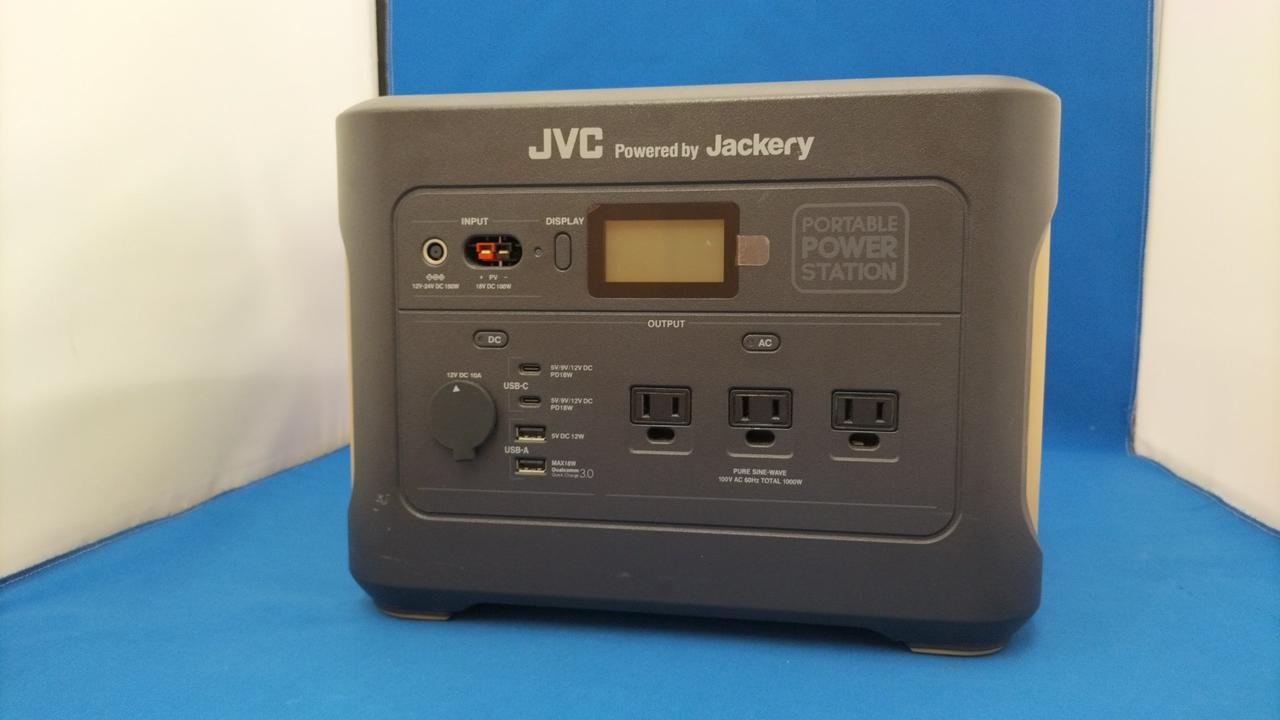 JVC Powered by Jackery
INPUT
DISPLAY
12V-24V DC 160W
+ PV -
18V DC 100W
PORTABLE
POWER
STATION
OUTPUT
DC
AC
12V DC 10A
USB-C
5V/9V/12V DC
PD18W
5V/9V/12V DC
PD18W
USB-A
5V DC 12W
MAX18W
Qualcomm
Quick Charge 3.0
PURE SINE-WAVE
100V AC 60Hz TOTAL 1000W